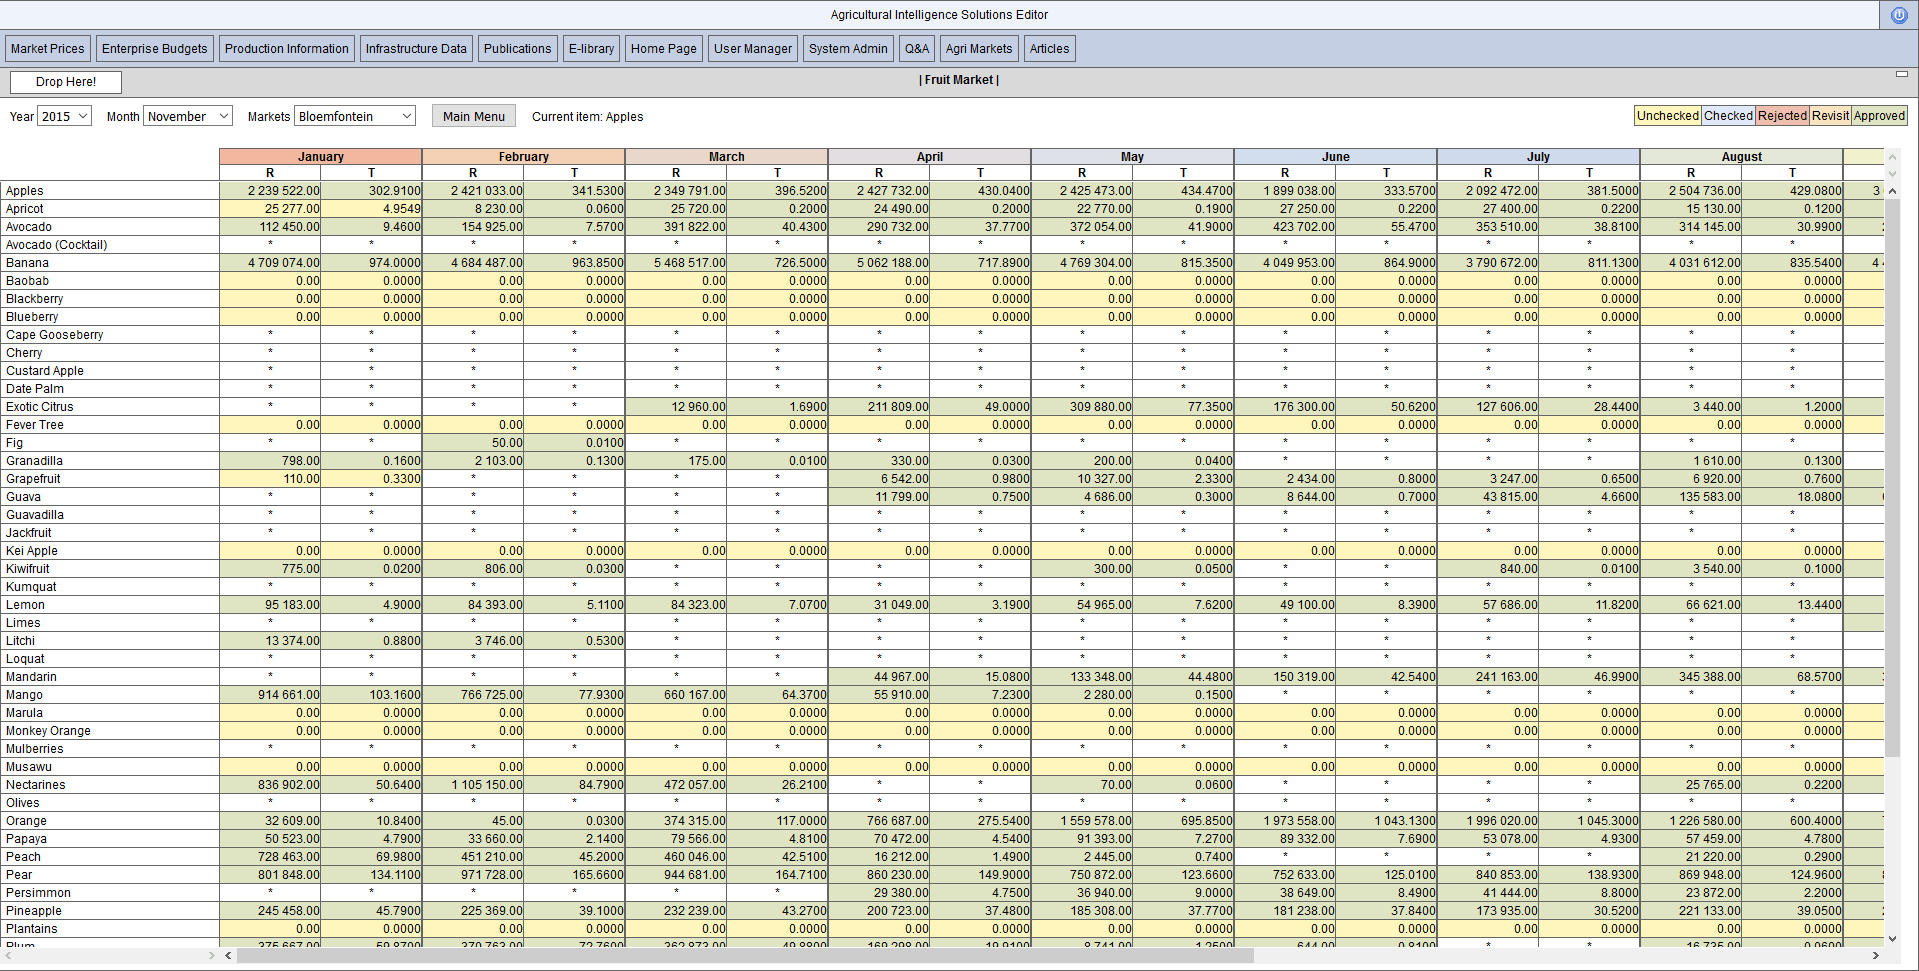 Agricultural Intelligence Solutions Editor
Market Prices Enterprise Budgets Production Information Infrastructure Data Publications E-library Home Page User Manager System Admin Q&A Agri Markets Articles
Drop Here! | Fruit Market |
Year 2015 Month November Markets Bloemfontein Main Menu Current item: Apples Unchecked Checked Rejected Revisit Approved
January February March April May June July August
R T R T R T R T R T R T R T R T
Apples 2 239 522.00 302.9100 2 421 033.00 341.5300 2 349 791.00 396.5200 2 427 732.00 430.0400 2 425 473.00 434.4700 1 899 038.00 333.5700 2 092 472.00 381.5000 2 504 736.00 429.0800 3
Apricot 25 277.00 4.9549 8 230.00 0.0600 25 720.00 0.2000 24 490.00 0.2000 22 770.00 0.1900 27 250.00 0.2200 27 400.00 0.2200 15 130.00 0.1200
Avocado 112 450.00 9.4600 154 925.00 7.5700 391 822.00 40.4300 290 732.00 37.7700 372 054.00 41.9000 423 702.00 55.4700 353 510.00 38.8100 314 145.00 30.9900
Avocado (Cocktail) * * * * * * * * * * * * * * * *
Banana 4 709 074.00 974.0000 4 684 487.00 963.8500 5 468 517.00 726.5000 5 062 188.00 717.8900 4 769 304.00 815.3500 4 049 953.00 864.9000 3 790 672.00 811.1300 4 031 612.00 835.5400 4
Baobab 0.00 0.0000 0.00 0.0000 0.00 0.0000 0.00 0.0000 0.00 0.0000 0.00 0.0000 0.00 0.0000 0.00 0.0000
Blackberry 0.00 0.0000 0.00 0.0000 0.00 0.0000 0.00 0.0000 0.00 0.0000 0.00 0.0000 0.00 0.0000 0.00 0.0000
Blueberry 0.00 0.0000 0.00 0.0000 0.00 0.0000 0.00 0.0000 0.00 0.0000 0.00 0.0000 0.00 0.0000 0.00 0.0000
Cape Gooseberry * * * * * * * * * * * * * * * *
Cherry * * * * * * * * * * * * * * * *
Custard Apple * * * * * * * * * * * * * * * *
Date Palm * * * * * * * * * * * * * * * *
Exotic Citrus * * * * 12 960.00 1.6900 211 809.00 49.0000 309 880.00 77.3500 176 300.00 50.6200 127 606.00 28.4400 3 440.00 1.2000
Fever Tree 0.00 0.0000 0.00 0.0000 0.00 0.0000 0.00 0.0000 0.00 0.0000 0.00 0.0000 0.00 0.0000 0.00 0.0000
Fig * * 50.00 0.0100 * * * * * * * * * * * *
Granadilla 798.00 0.1600 2 103.00 0.1300 175.00 0.0100 330.00 0.0300 200.00 0.0400 * * * * 1 610.00 0.1300
Grapefruit 110.00 0.3300 * * * * 6 542.00 0.9800 10 327.00 2.3300 2 434.00 0.8000 3 247.00 0.6500 6 920.00 0.7600
Guava * * * * * * 11 799.00 0.7500 4 686.00 0.3000 8 644.00 0.7000 43 815.00 4.6600 135 583.00 18.0800
Guavadilla * * * * * * * * * * * * * * * *
Jackfruit * * * * * * * * * * * * * * * *
Kei Apple 0.00 0.0000 0.00 0.0000 0.00 0.0000 0.00 0.0000 0.00 0.0000 0.00 0.0000 0.00 0.0000 0.00 0.0000
Kiwifruit 775.00 0.0200 806.00 0.0300 * * * * 300.00 0.0500 * * 840.00 0.0100 3 540.00 0.1000
Kumquat * * * * * * * * * * * * * * * *
Lemon 95 183.00 4.9000 84 393.00 5.1100 84 323.00 7.0700 31 049.00 3.1900 54 965.00 7.6200 49 100.00 8.3900 57 686.00 11.8200 66 621.00 13.4400
Limes * * * * * * * * * * * * * * * *
Litchi 13 374.00 0.8800 3 746.00 0.5300 * * * * * * * * * * * *
Loquat * * * * * * * * * * * * * * * *
Mandarin * * * * * * 44 967.00 15.0800 133 348.00 44.4800 150 319.00 42.5400 241 163.00 46.9900 345 388.00 68.5700
Mango 914 661.00 103.1600 766 725.00 77.9300 660 167.00 64.3700 55 910.00 7.2300 2 280.00 0.1500 * * * * * *
Marula 0.00 0.0000 0.00 0.0000 0.00 0.0000 0.00 0.0000 0.00 0.0000 0.00 0.0000 0.00 0.0000 0.00 0.0000
Monkey Orange 0.00 0.0000 0.00 0.0000 0.00 0.0000 0.00 0.0000 0.00 0.0000 0.00 0.0000 0.00 0.0000 0.00 0.0000
Mulberries * * * * * * * * * * * * * * * *
Musawu 0.00 0.0000 0.00 0.0000 0.00 0.0000 0.00 0.0000 0.00 0.0000 0.00 0.0000 0.00 0.0000 0.00 0.0000
Nectarines 836 902.00 50.6400 1 105 150.00 84.7900 472 057.00 26.2100 * * 70.00 0.0600 * * * * 25 765.00 0.2200
Olives * * * * * * * * * * * * * * * *
Orange 32 609.00 10.8400 45.00 0.0300 374 315.00 117.0000 766 687.00 275.5400 1 559 578.00 695.8500 1 973 558.00 1 043.1300 1 996 020.00 1 045.3000 1 226 580.00 600.4000
Papaya 50 523.00 4.7900 33 660.00 2.1400 79 566.00 4.8100 70 472.00 4.5400 91 393.00 7.2700 89 332.00 7.6900 53 078.00 4.9300 57 459.00 4.7800
Peach 728 463.00 69.9800 451 210.00 45.2000 460 046.00 42.5100 16 212.00 1.4900 2 445.00 0.7400 * * * * 21 220.00 0.2900
Pear 801 848.00 134.1100 971 728.00 165.6600 944 681.00 164.7100 860 230.00 149.9000 750 872.00 123.6600 752 633.00 125.0100 840 853.00 138.9300 869 948.00 124.9600
Persimmon * * * * * * 29 380.00 4.7500 36 940.00 9.0000 38 649.00 8.4900 41 444.00 8.8000 23 872.00 2.2000
Pineapple 245 458.00 45.7900 225 369.00 39.1000 232 239.00 43.2700 200 723.00 37.4800 185 308.00 37.7700 181 238.00 37.8400 173 935.00 30.5200 221 133.00 39.0500
Plantains 0.00 0.0000 0.00 0.0000 0.00 0.0000 0.00 0.0000 0.00 0.0000 0.00 0.0000 0.00 0.0000 0.00 0.0000
Plum * *